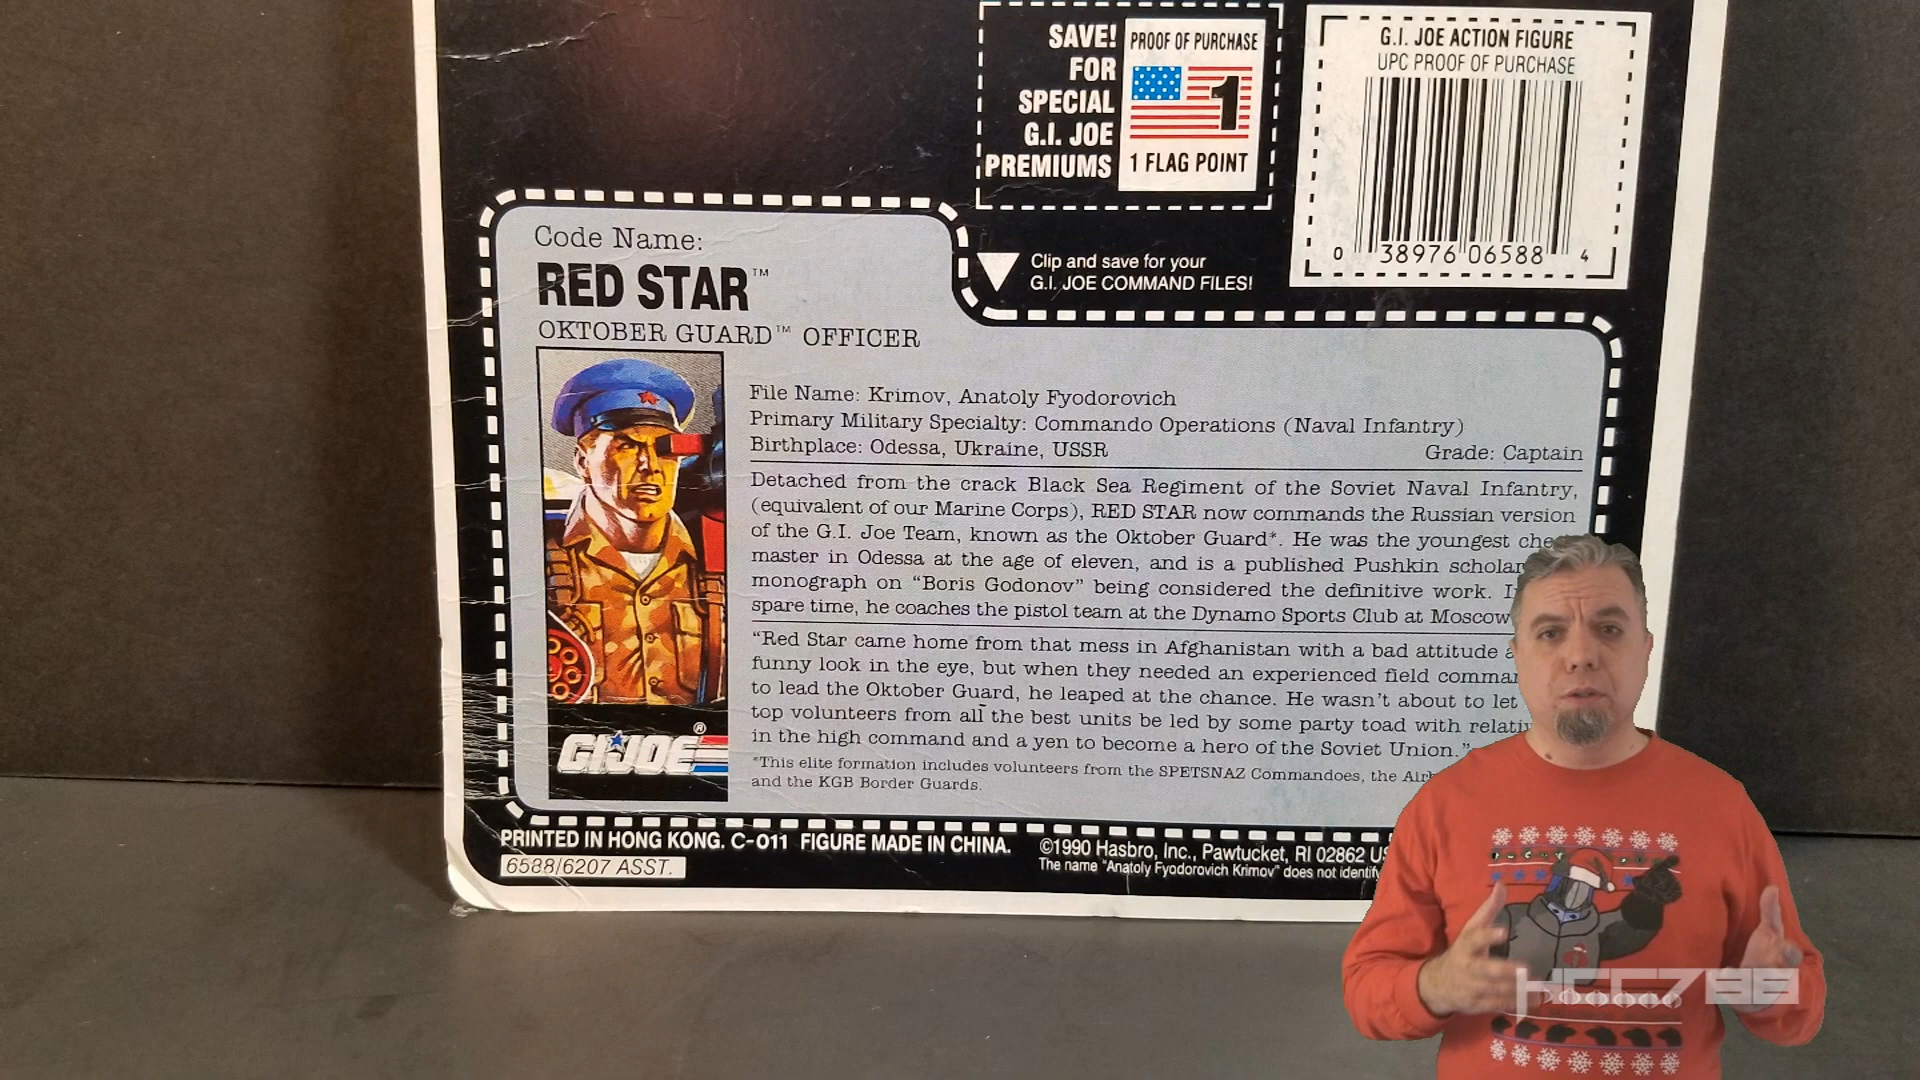 SAVE!
FOR
SPECIAL
G.I. JOE
PREMIUMS
PROOF OF PURCHASE
1
1 FLAG POINT
G.I. JOE ACTION FIGURE
UPC PROOF OF PURCHASE
0 38976 06588 4
Clip and save for your
G.I. JOE COMMAND FILES!
Code Name:
RED STAR™
OKTOBER GUARD™ OFFICER
File Name: Krimov, Anatoly Fyodorovich
Primary Military Specialty: Commando Operations (Naval Infantry)
Birthplace: Odessa, Ukraine, USSR Grade: Captain
Detached from the crack Black Sea Regiment of the Soviet Naval Infantry,
(equivalent of our Marine Corps), RED STAR now commands the Russian version
of the G.I. Joe Team, known as the Oktober Guard*. He was the youngest
master in Odessa at the age of eleven, and is a published Pushkin scholar
monograph on "Boris Godonov" being considered the definitive work.
spare time, he coaches the pistol team at the Dynamo Sports Club at Moscow
"Red Star came home from that mess in Afghanistan with a bad attitude
funny look in the eye, but when they needed an experienced field
to lead the Oktober Guard, he leaped at the chance. He wasn't about to let
top volunteers from all the best units be led by some party toad with
in the high command and a yen to become a hero of the Soviet Union."
*This elite formation includes volunteers from the SPETSNAZ Commandoes, the
and the KGB Border Guards.
GI JOE®
PRINTED IN HONG KONG. C-011 FIGURE MADE IN CHINA.
6588/6207 ASST.
©1990 Hasbro, Inc., Pawtucket, RI 02862
The name "Anatoly Fyodorovich Krimov" does not identify
HCC788